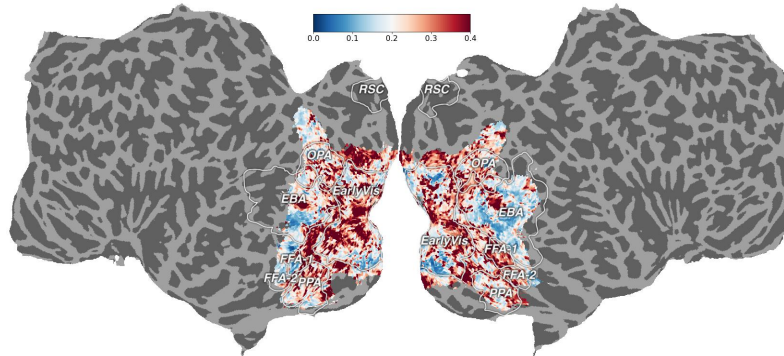 0.0 0.1 0.2 0.3 0.4
RSC RSC
OPA OPA
EarlyVis
EBA EBA
EarlyVis FFA-1
FFA-1
FFA-2 PPA FFA-2
PPA